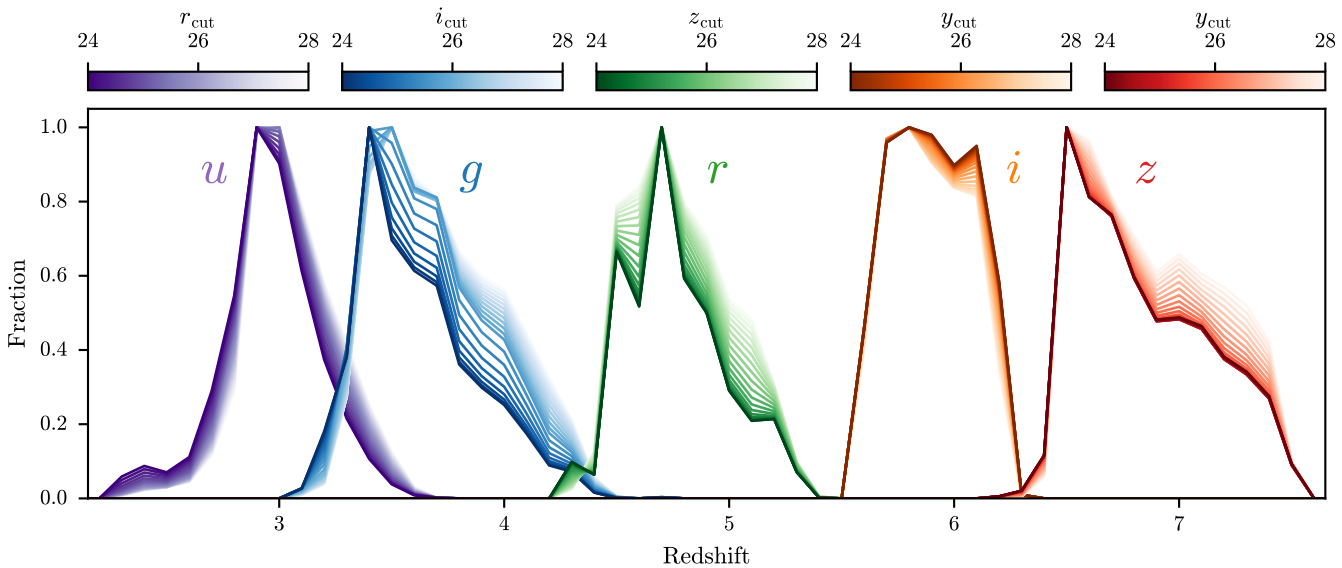 r_cut i_cut z_cut y_cut y_cut
24 26 28 24 26 28 24 26 28 24 26 28 24 26 28
1.0
u g r i z
0.8
0.6
Fraction
0.4
0.2
0.0
3 4 5 6 7
Redshift